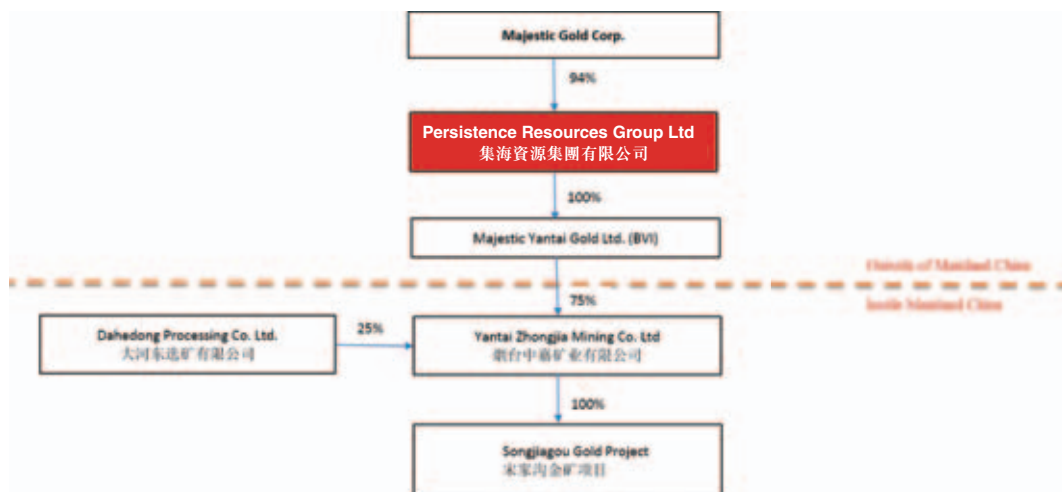 Majestic Gold Corp.
94%
Persistence Resources Group Ltd
集海資源集團有限公司
100%
Majestic Yantai Gold Ltd. (BVI)
Outside of Mainland China
75%
Inside Mainland China
Dahedong Processing Co. Ltd.
大河东选矿有限公司
25%
Yantai Zhongjia Mining Co. Ltd
烟台中嘉矿业有限公司
100%
Songjiagou Gold Project
宋家沟金矿项目